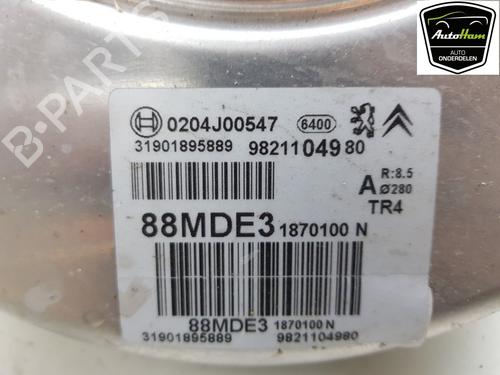 AutoHam
AUTO
ONDERDELEN
0204J00547 6400
31901895889 9821104980
R:8.5
A Ø280
TR4
88MDE3 1870100 N
88MDE3 1870100 N
31901895889 9821104980
B-PARTS